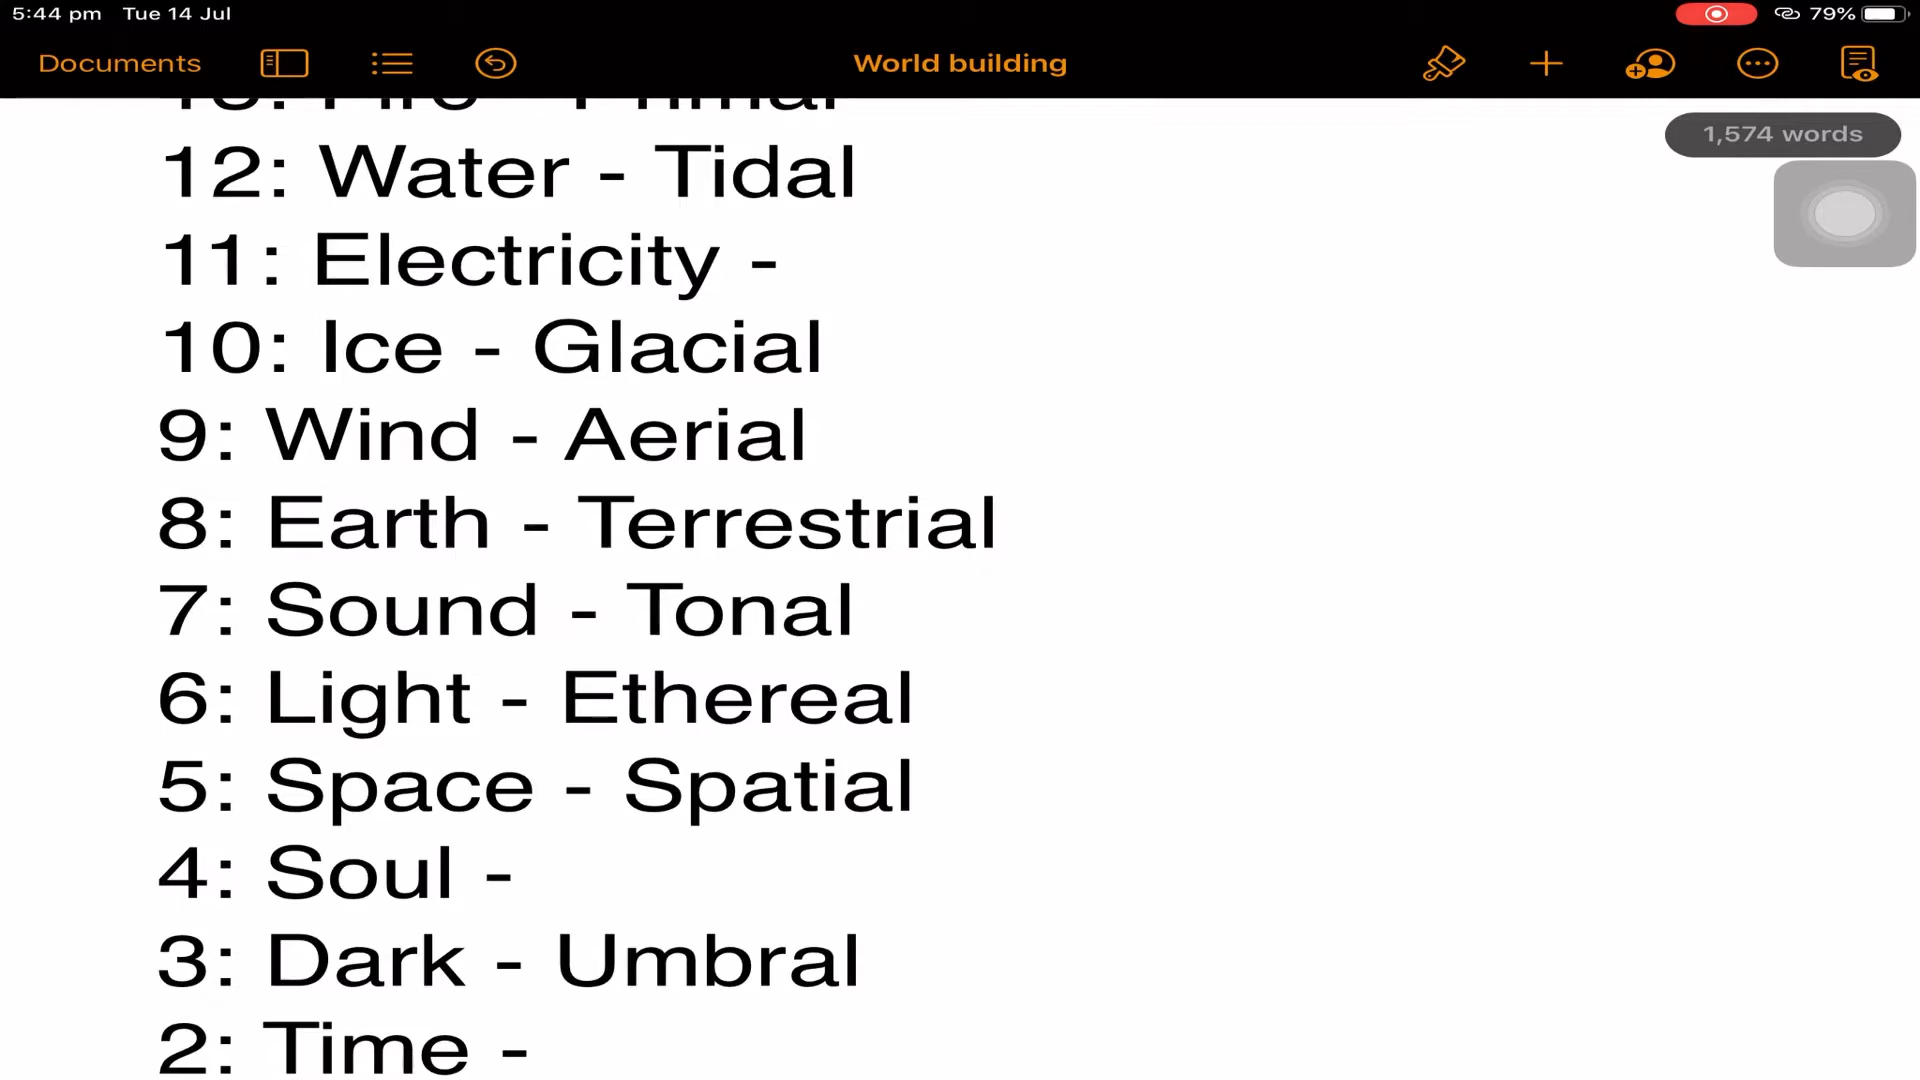 5:44 pm Tue 14 Jul 79%
Documents World building
1,574 words
12: Water - Tidal
11: Electricity -
10: Ice - Glacial
9: Wind - Aerial
8: Earth - Terrestrial
7: Sound - Tonal
6: Light - Ethereal
5: Space - Spatial
4: Soul -
3: Dark - Umbral
2: Time -